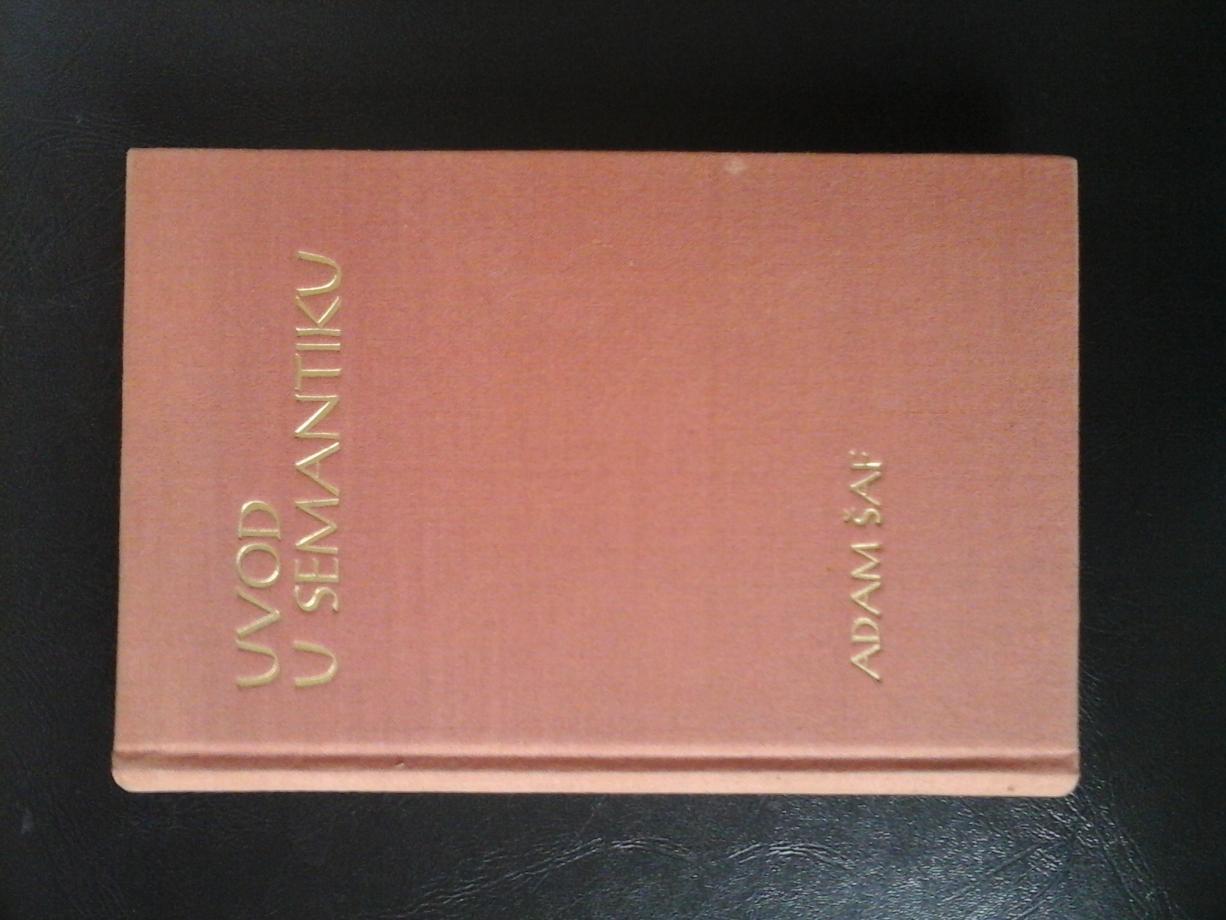 UVOD
U SEMANTIKU
ADAM ŠAF